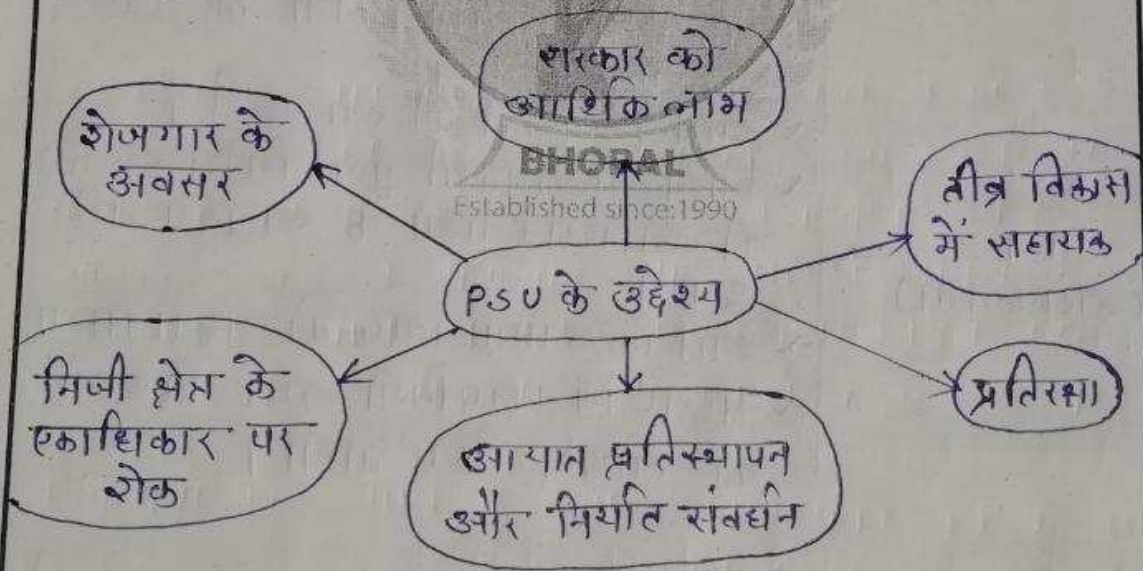 सरकार को
आर्थिक लाभ
रोजगार के
अवसर
BHOPAL
Established since:1990
तीव्र विकास
में सहायक
P.S.U के उद्देश्य
निजी क्षेत्र के
एकाधिकार पर
रोक
प्रतिरक्षा
आयात प्रतिस्थापन
और निर्यात संवर्धन